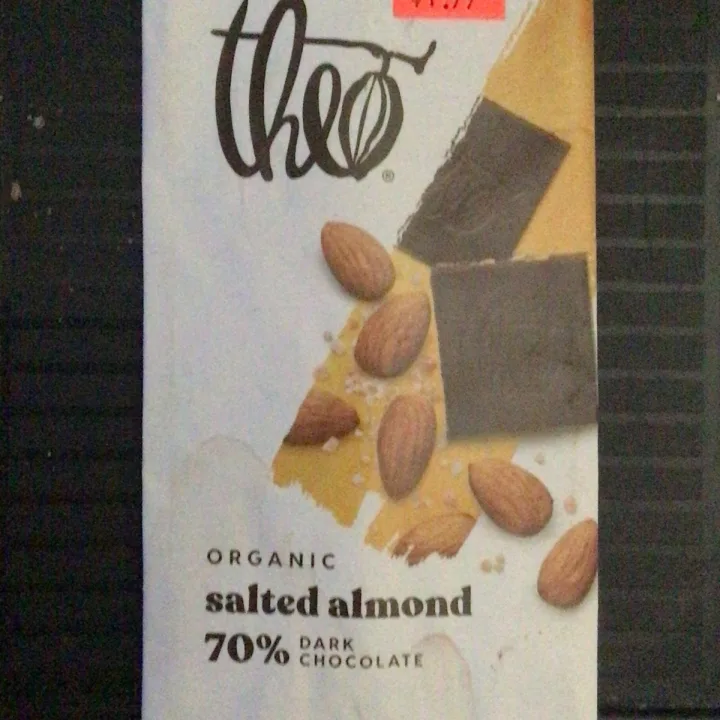 theo
®
ORGANIC
salted almond
70% DARK
CHOCOLATE